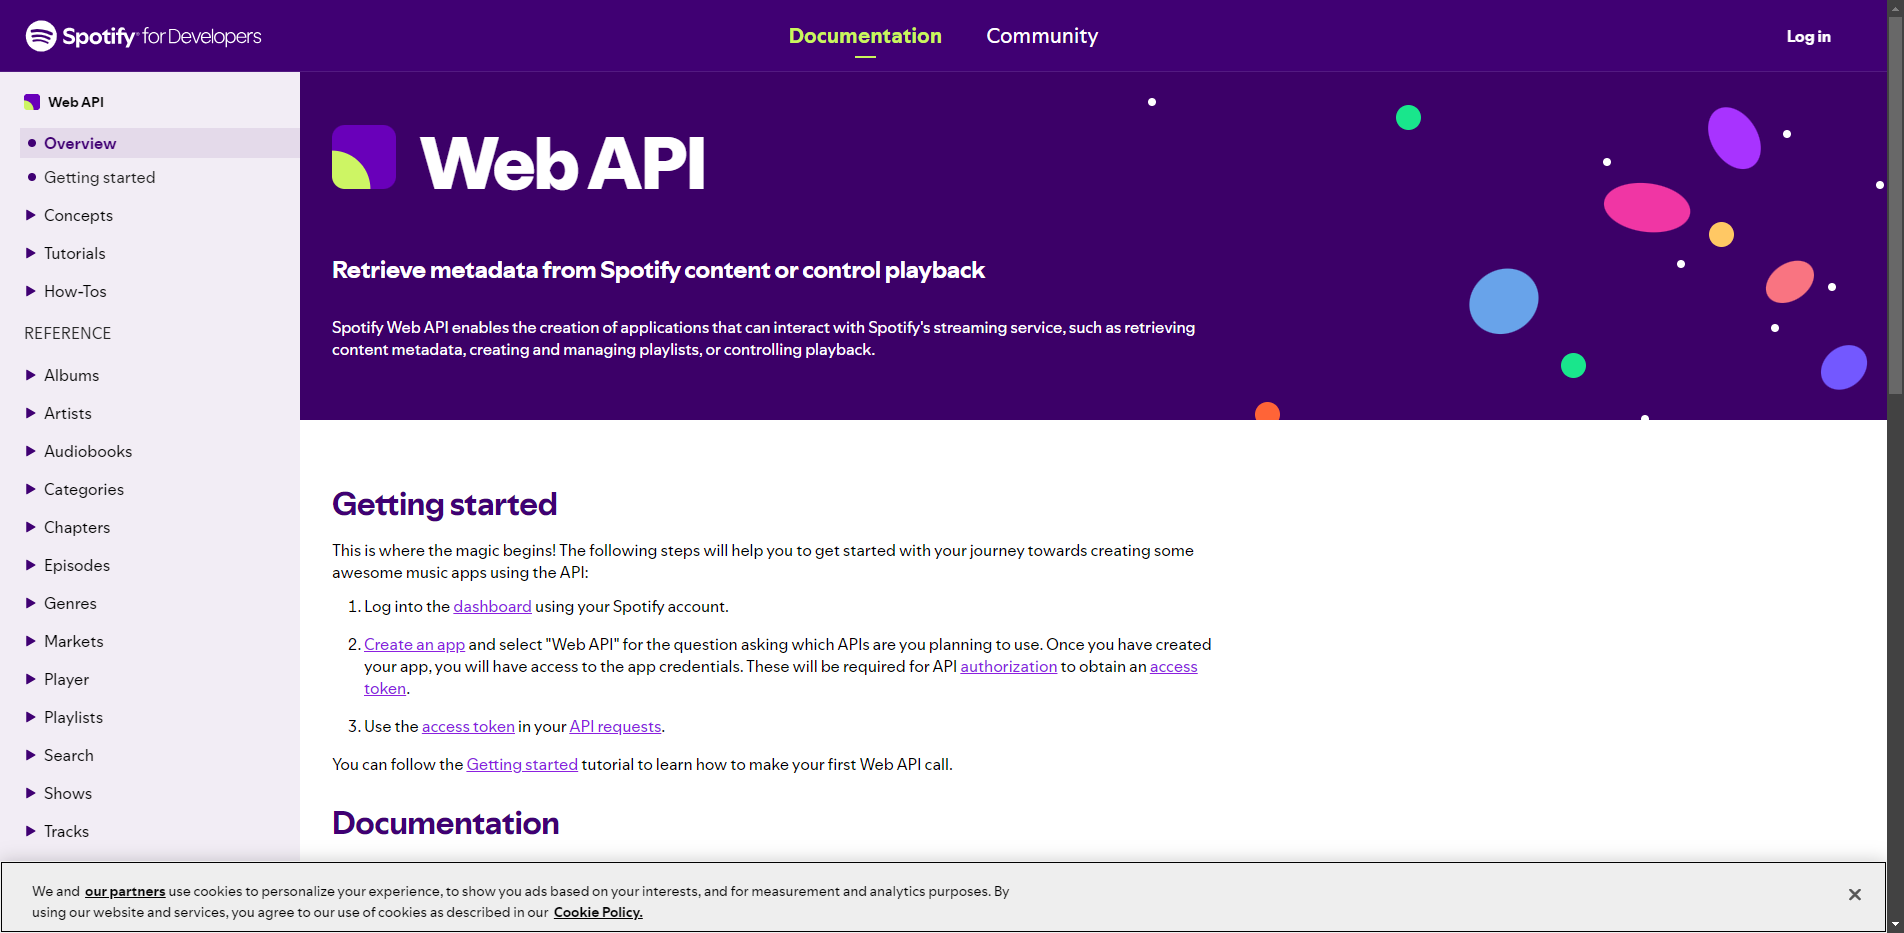 Spotify for Developers
Documentation
Community
Log in
Web API
Overview
Getting started
Concepts
Tutorials
How-Tos
REFERENCE
Albums
Artists
Audiobooks
Categories
Chapters
Episodes
Genres
Markets
Player
Playlists
Search
Shows
Tracks
Web API
Retrieve metadata from Spotify content or control playback
Spotify Web API enables the creation of applications that can interact with Spotify's streaming service, such as retrieving
content metadata, creating and managing playlists, or controlling playback.
Getting started
This is where the magic begins! The following steps will help you to get started with your journey towards creating some
awesome music apps using the API:
1. Log into the dashboard using your Spotify account.
2. Create an app and select "Web API" for the question asking which APIs are you planning to use. Once you have created
your app, you will have access to the app credentials. These will be required for API authorization to obtain an access
token.
3. Use the access token in your API requests.
You can follow the Getting started tutorial to learn how to make your first Web API call.
Documentation
We and our partners use cookies to personalize your experience, to show you ads based on your interests, and for measurement and analytics purposes. By
using our website and services, you agree to our use of cookies as described in our Cookie Policy.